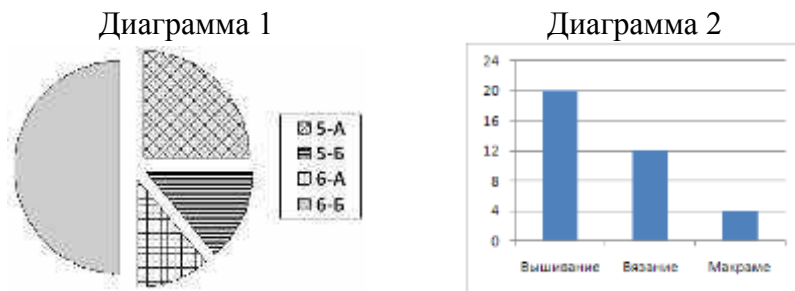 Диаграмма 1
Диаграмма 2
5-А
5-Б
6-А
6-Б
24
20
16
12
8
4
0
Вышивание Вязание Макраме